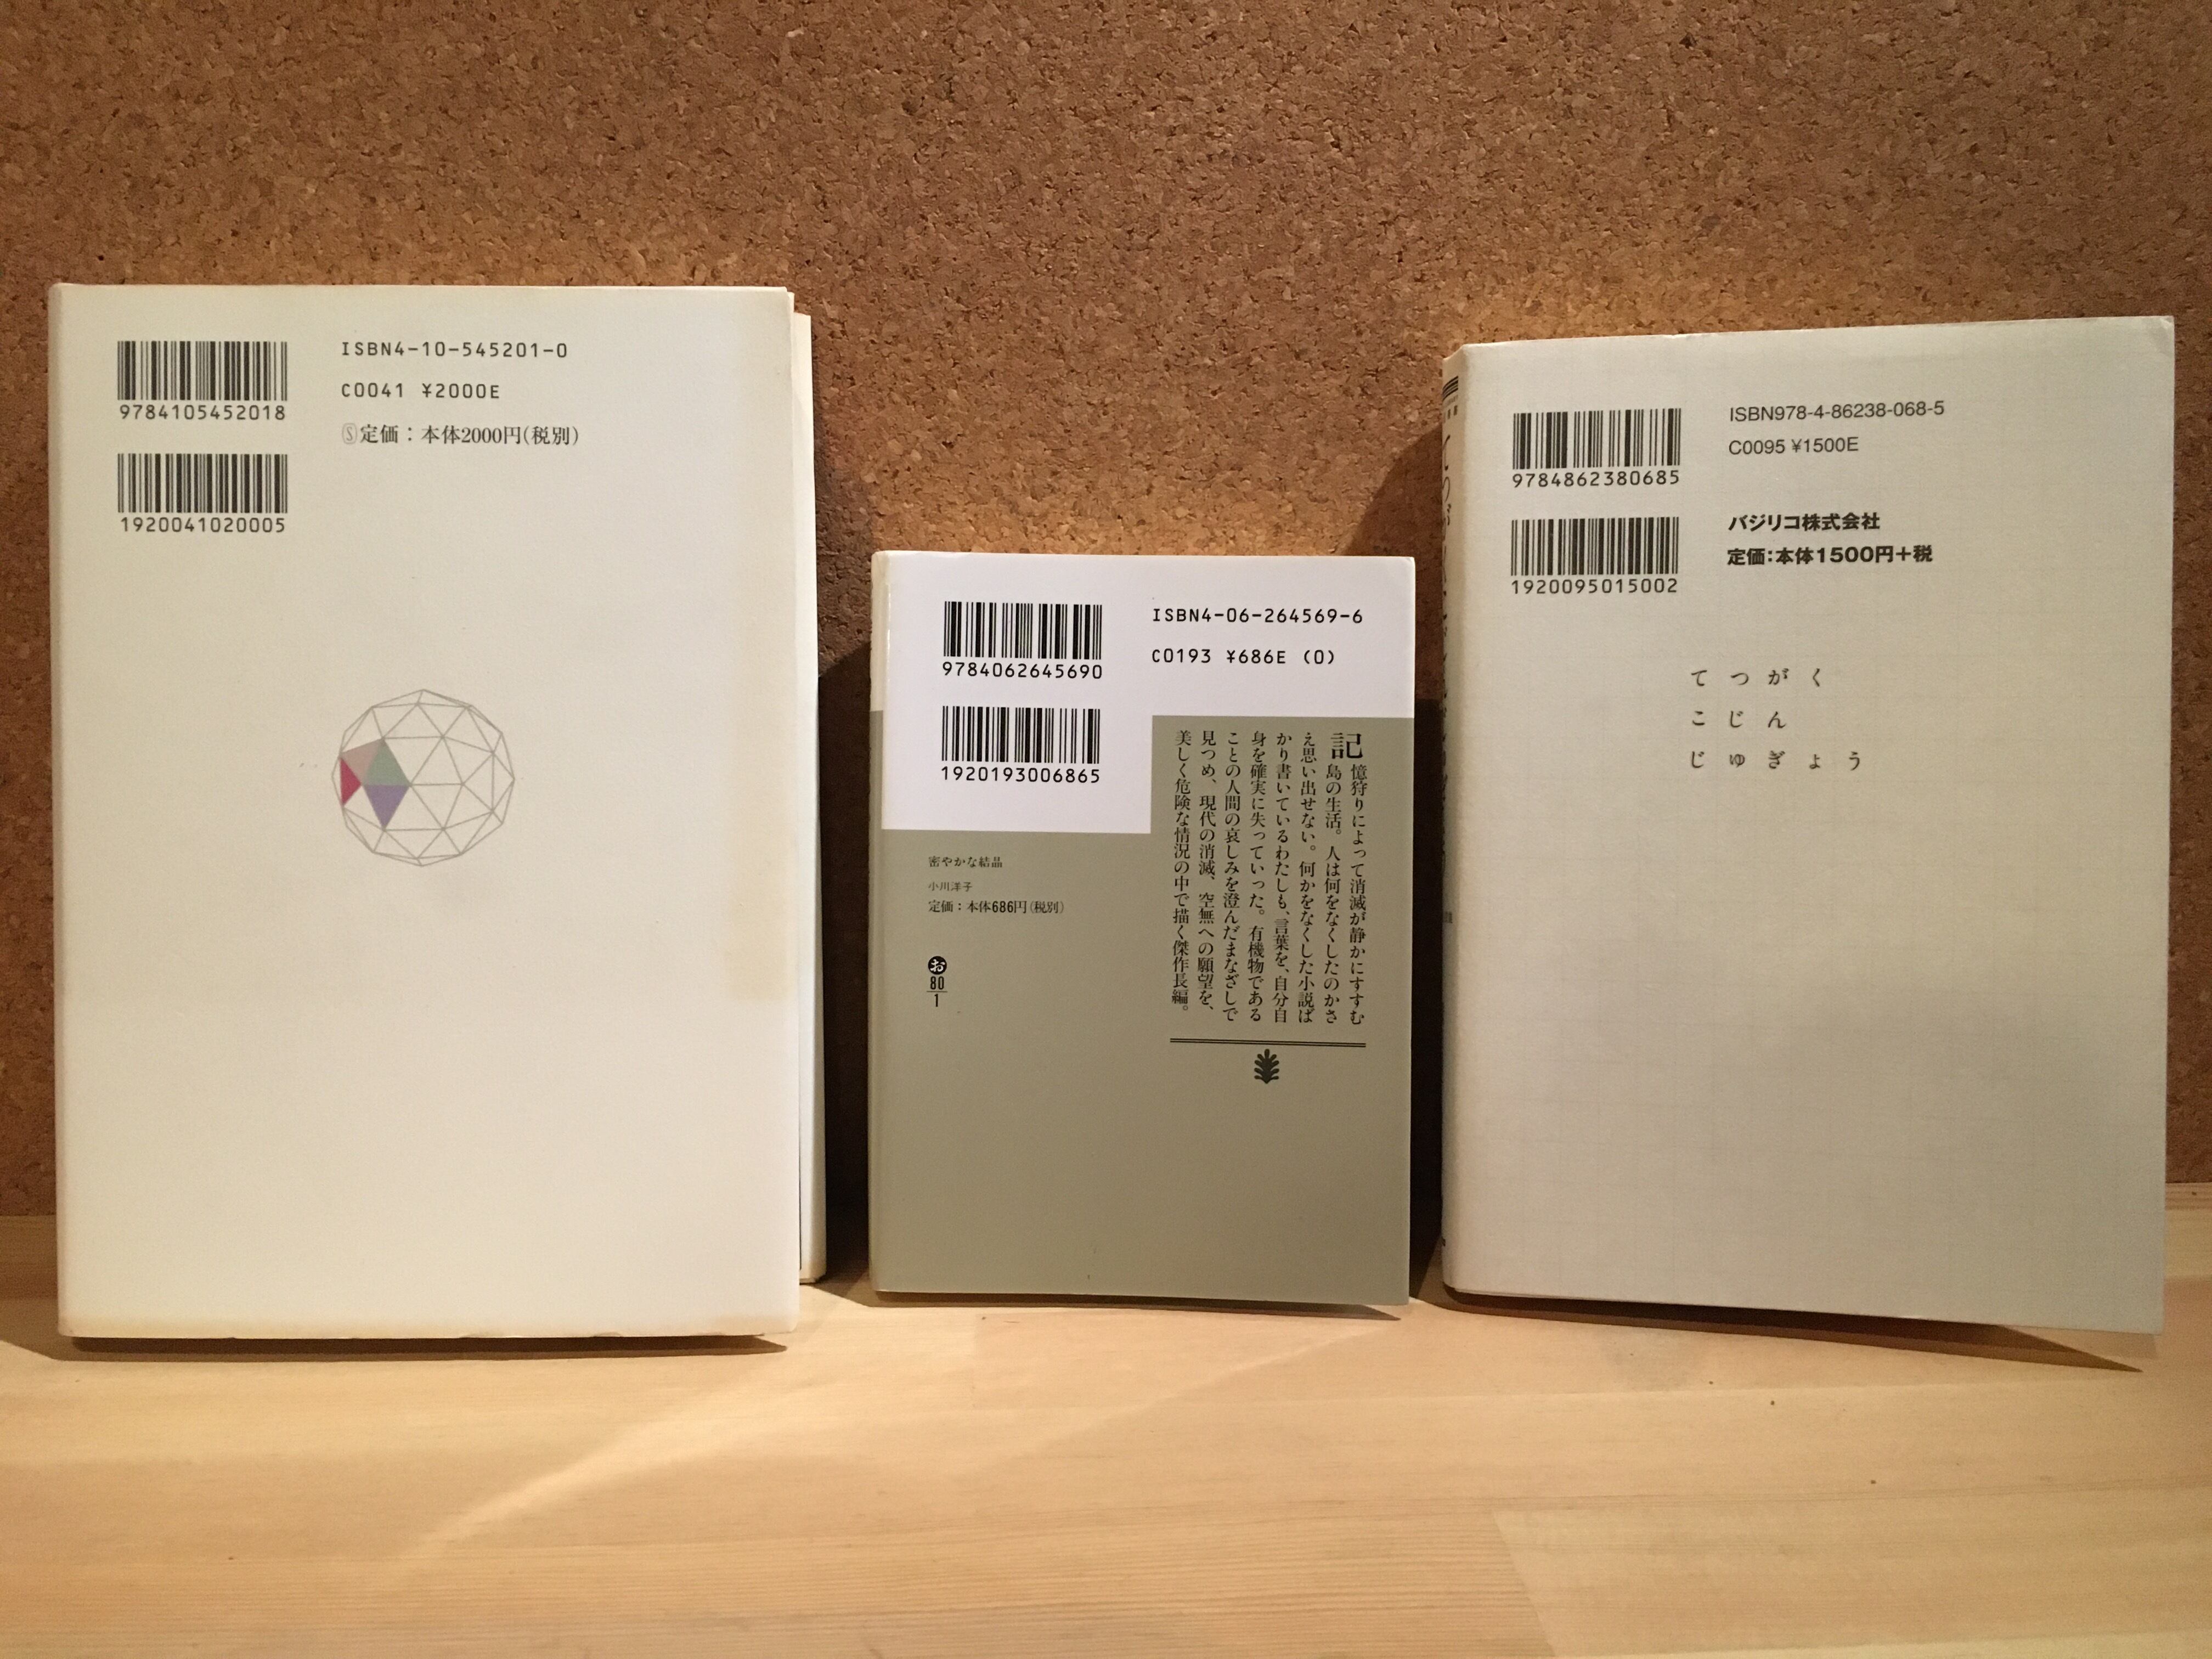 9784105452018
1920041020005
ISBN4-10-545201-0
C0041 ¥2000E
Ⓢ定価：本体2000円(税別)
9784062645690
1920193006865
ISBN4-06-264569-6
C0193 ¥686E (0)
記憶狩りによって消滅が静かにすすむ
島の生活。人は何をなくしたのかさ
え思い出せない。何かをなくした小説ば
かり書いているわたしも、言葉を、自分自
身を確実に失っていった。有機物である
ことの人間の哀しみを澄んだまなざしで
見つめ、現代の消滅、空無への願望を、
美しく危険な情況の中で描く傑作長編。
密やかな結晶
小川洋子
定価：本体686円(税別)
お
80
1
9784862380685
1920095015002
ISBN978-4-86238-068-5
C0095 ¥1500E
バジリコ株式会社
定価：本体1500円＋税
てつがく
こじん
じゅぎょう